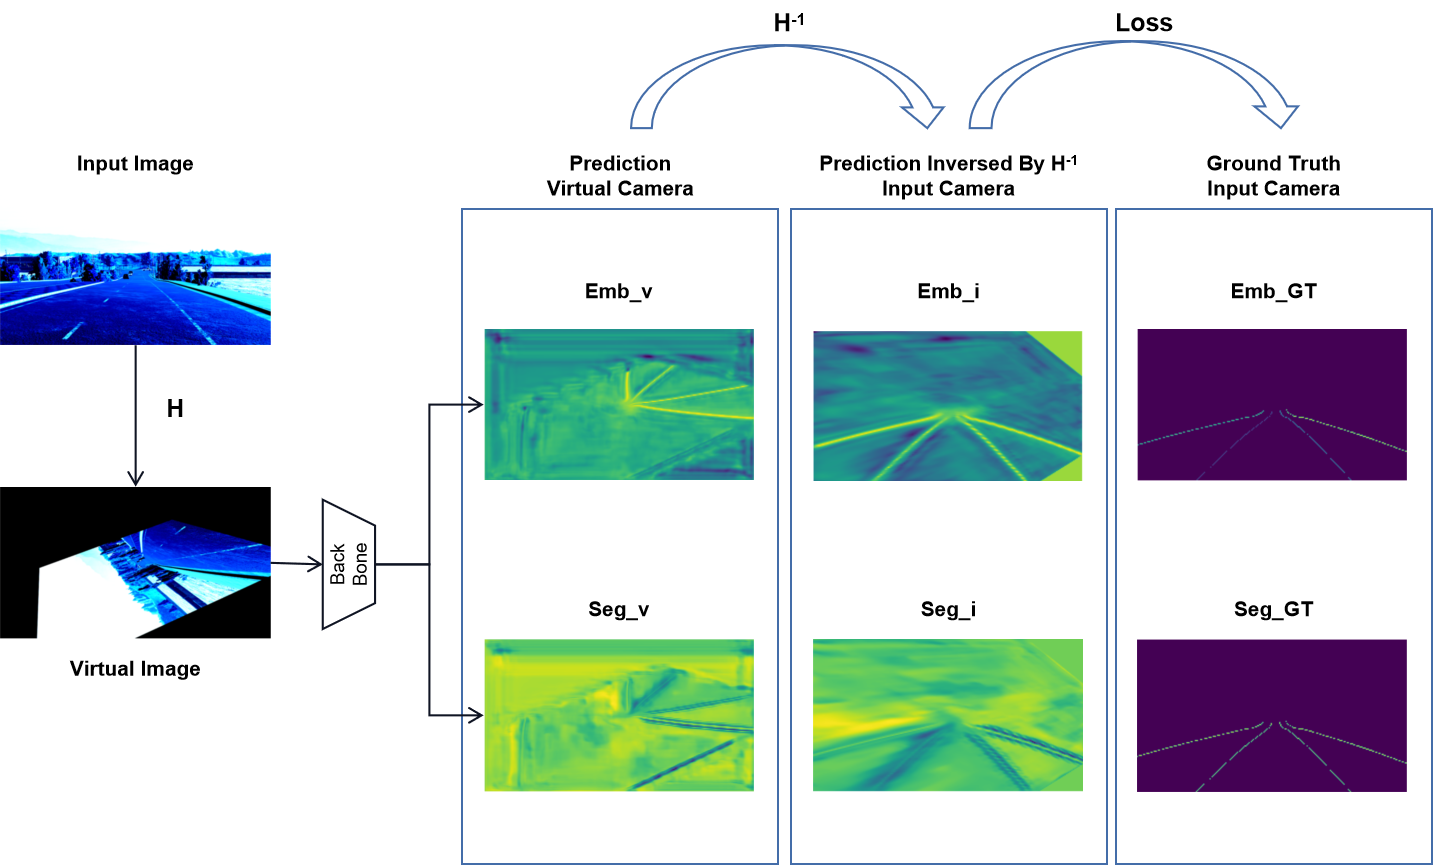 H-1
Loss
Input Image
Prediction
Virtual Camera
Prediction Inversed By H-1
Input Camera
Ground Truth
Input Camera
Emb_v
Emb_i
Emb_GT
H
Back
Bone
Seg_v
Seg_i
Seg_GT
Virtual Image